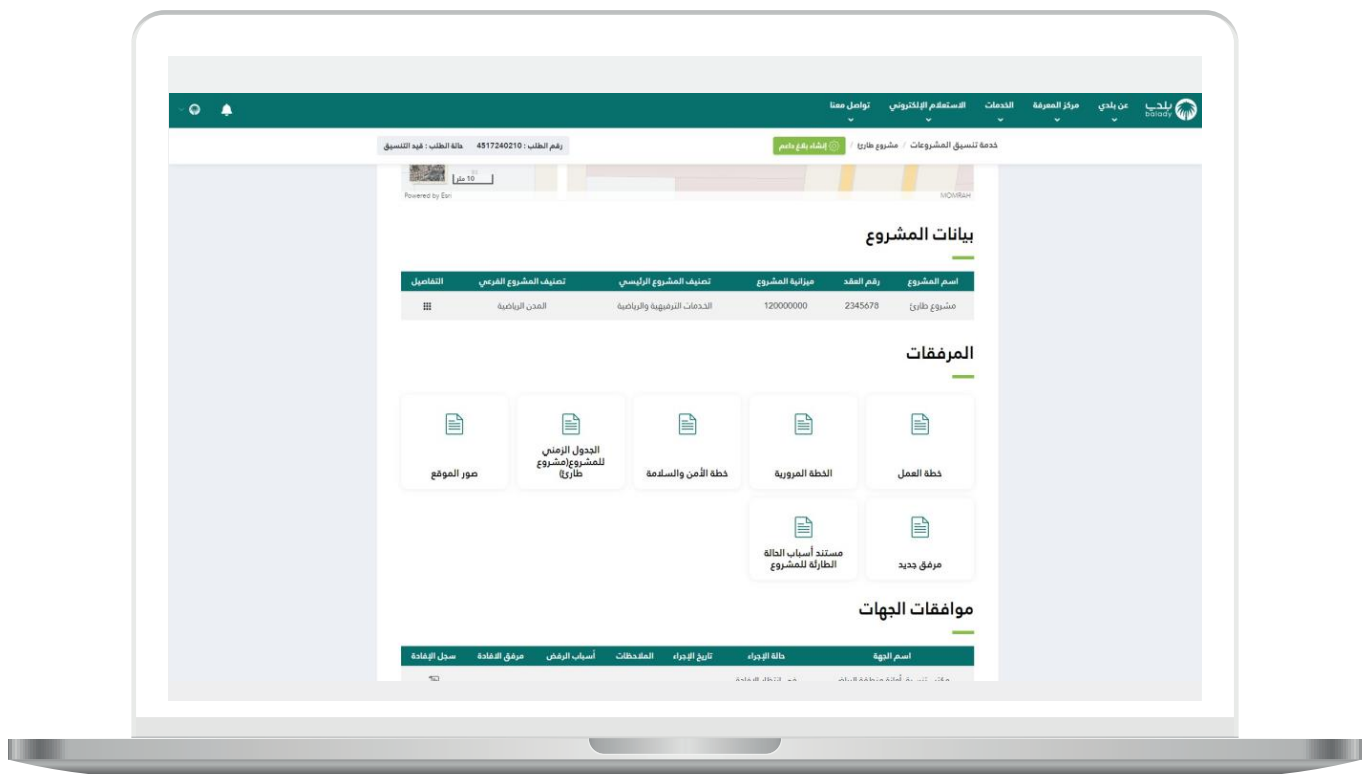 بلدي
balady
عن بلدي
مركز المعرفة
الخدمات
الاستعلام الإلكتروني
تواصل معنا
خدمة تنسيق المشروعات / مشروع طارئ / إنشاء بلاغ داعم
رقم الطلب : 4517240210 حالة الطلب : قيد التنسيق
10 متر
Powered by Esri
MOMRAH
بيانات المشروع
اسم المشروع رقم العقد ميزانية المشروع تصنيف المشروع الرئيسي تصنيف المشروع الفرعي التفاصيل
مشروع طارئ 2345678 120000000 الخدمات الترفيهية والرياضية المدن الرياضية
المرفقات
خطة العمل
الخطة المرورية
خطة الأمن والسلامة
الجدول الزمني
للمشروع(مشروع
طارئ)
صور الموقع
مرفق جديد
مستند أسباب الحالة
الطارئة للمشروع
موافقات الجهات
اسم الجهة حالة الإجراء تاريخ الإجراء الملاحظات أسباب الرفض مرفق الافادة سجل الإفادة